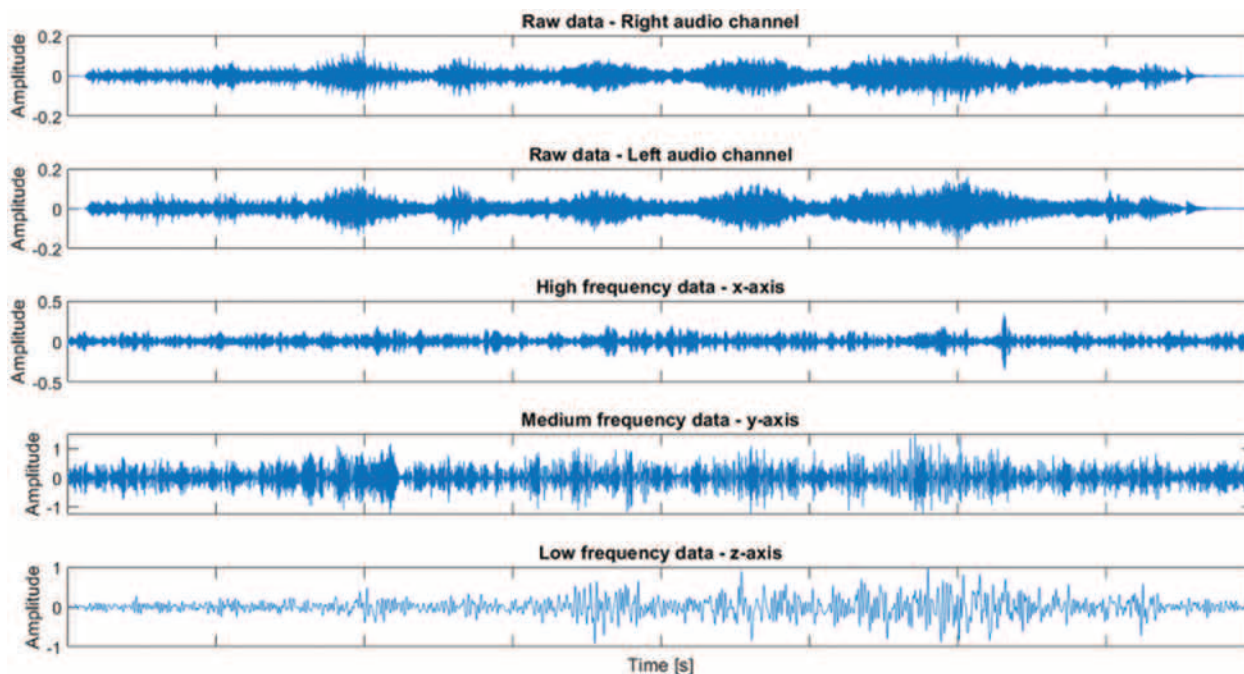 Raw data - Right audio channel
0.2
0
-0.2
Amplitude
Raw data - Left audio channel
0.2
0
-0.2
Amplitude
High frequency data - x-axis
0.5
0
-0.5
Amplitude
Medium frequency data - y-axis
1
0
-1
Amplitude
Low frequency data - z-axis
1
0
-1
Amplitude
Time [s]